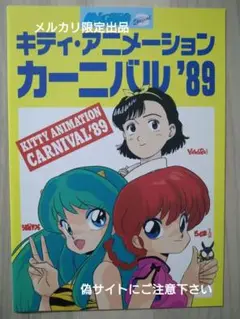 メルカリ限定出品
キティ・アニメーション
カーニバル'89
KITTY ANIMATION
CARNIVAL'89
偽サイトにご注意下さい